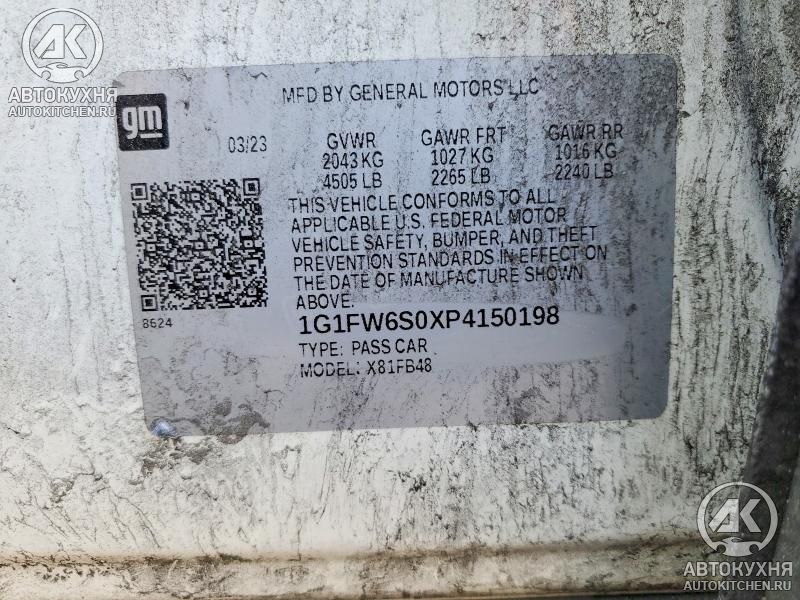 AK
АВТОКУХНЯ
AUTOKITCHEN.RU
MFD BY GENERAL MOTORS LLC
gm
03/23 GVWR GAWR FRT GAWR RR
2043 KG 1027 KG 1016 KG
4505 LB 2265 LB 2240 LB
THIS VEHICLE CONFORMS TO ALL
APPLICABLE U.S. FEDERAL MOTOR
VEHICLE SAFETY, BUMPER, AND THEFT
PREVENTION STANDARDS IN EFFECT ON
THE DATE OF MANUFACTURE SHOWN
ABOVE.
8624
1G1FW6S0XP4150198
TYPE: PASS CAR
MODEL: X81FB48
AK
АВТОКУХНЯ
AUTOKITCHEN.RU